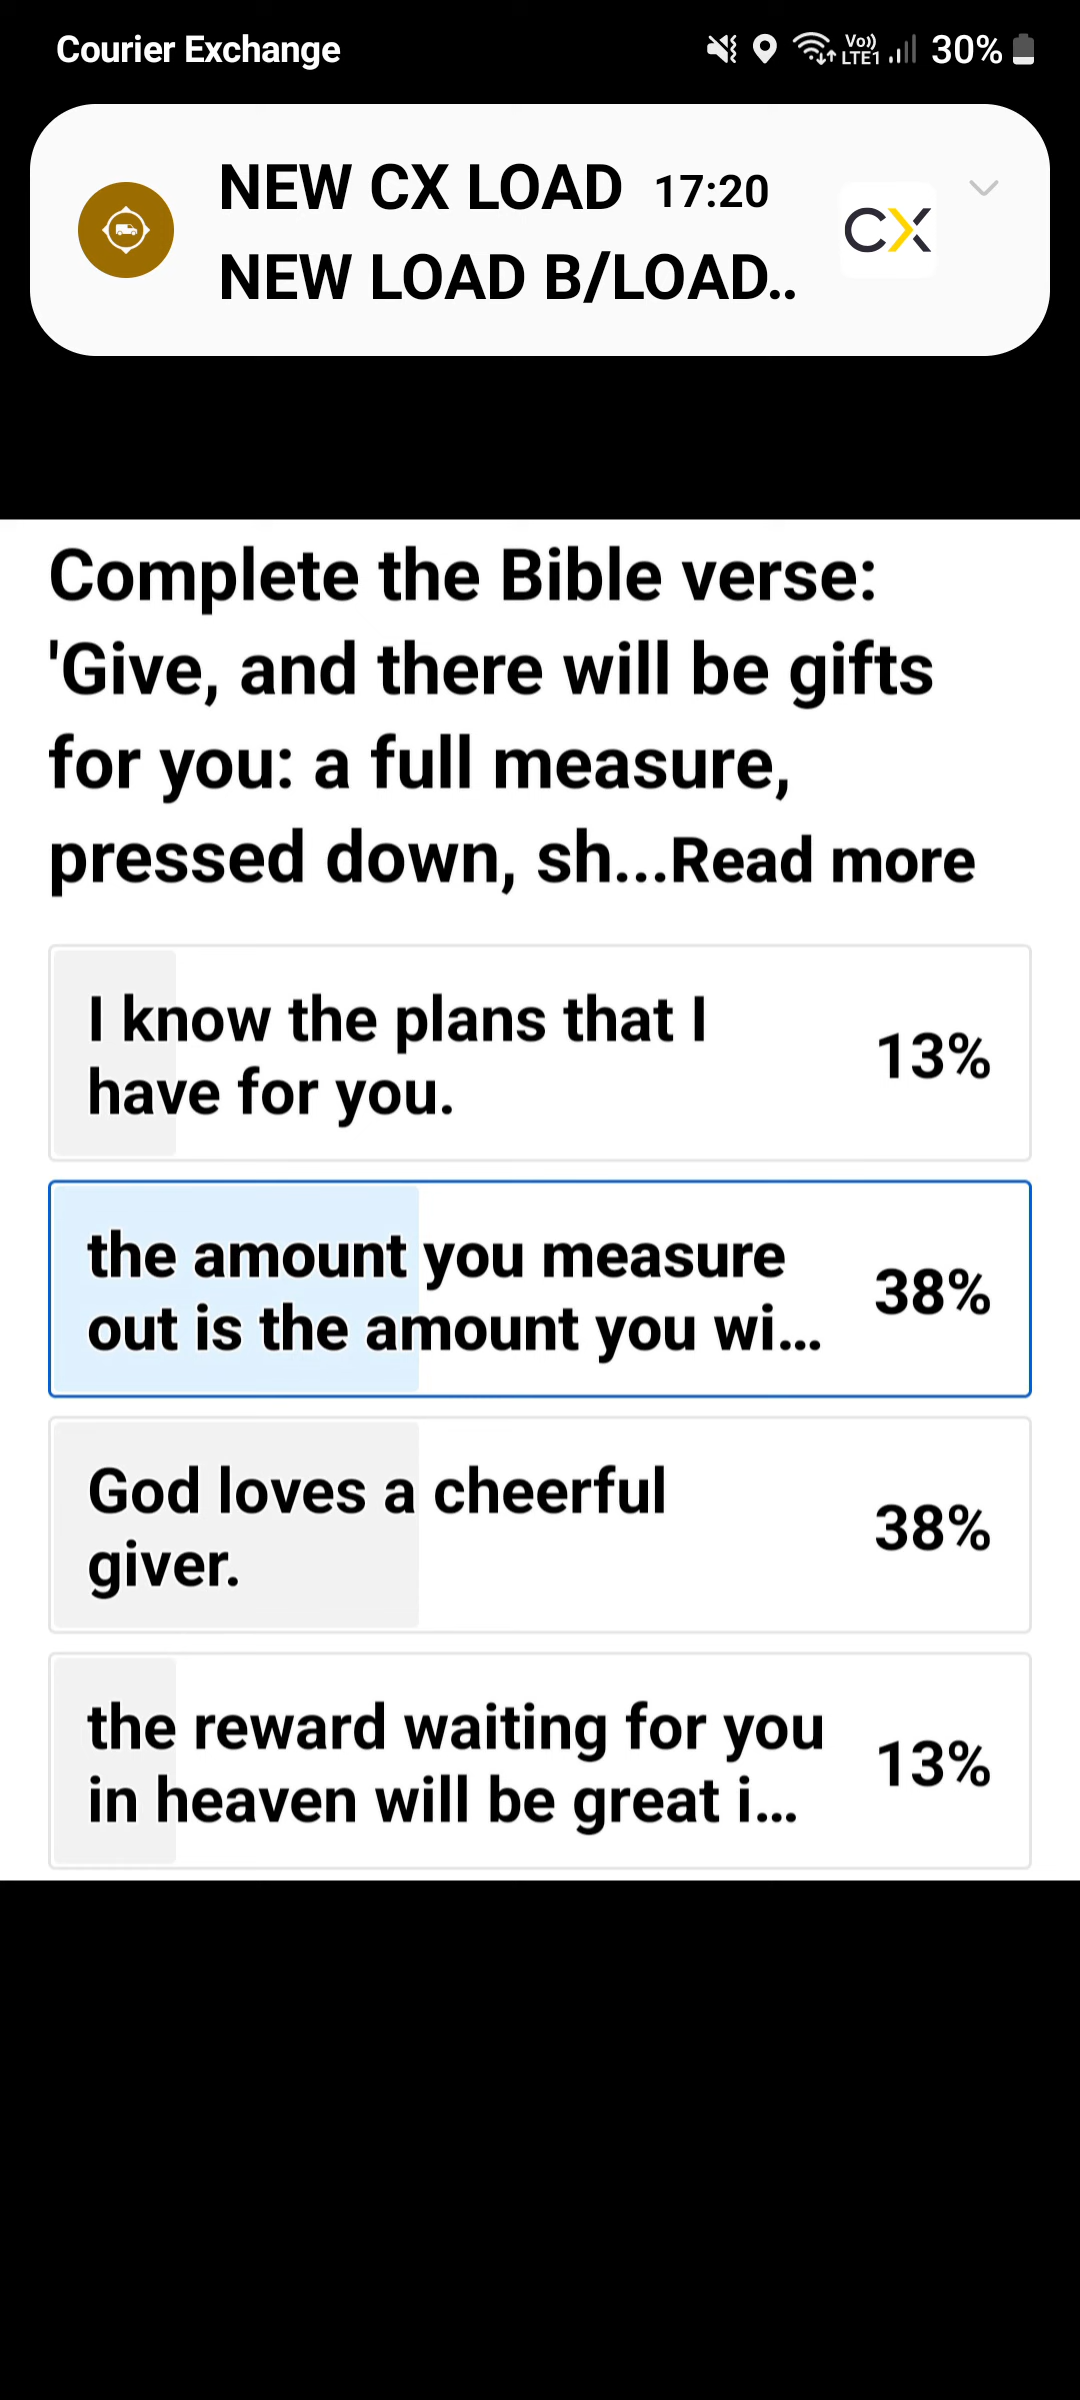 Courier Exchange
Vo)) LTE1 30%
NEW CX LOAD 17:20
NEW LOAD B/LOAD..
CX
Complete the Bible verse:
'Give, and there will be gifts
for you: a full measure,
pressed down, sh...Read more
I know the plans that I
have for you.
13%
the amount you measure
out is the amount you wi...
38%
God loves a cheerful
giver.
38%
the reward waiting for you
in heaven will be great i...
13%